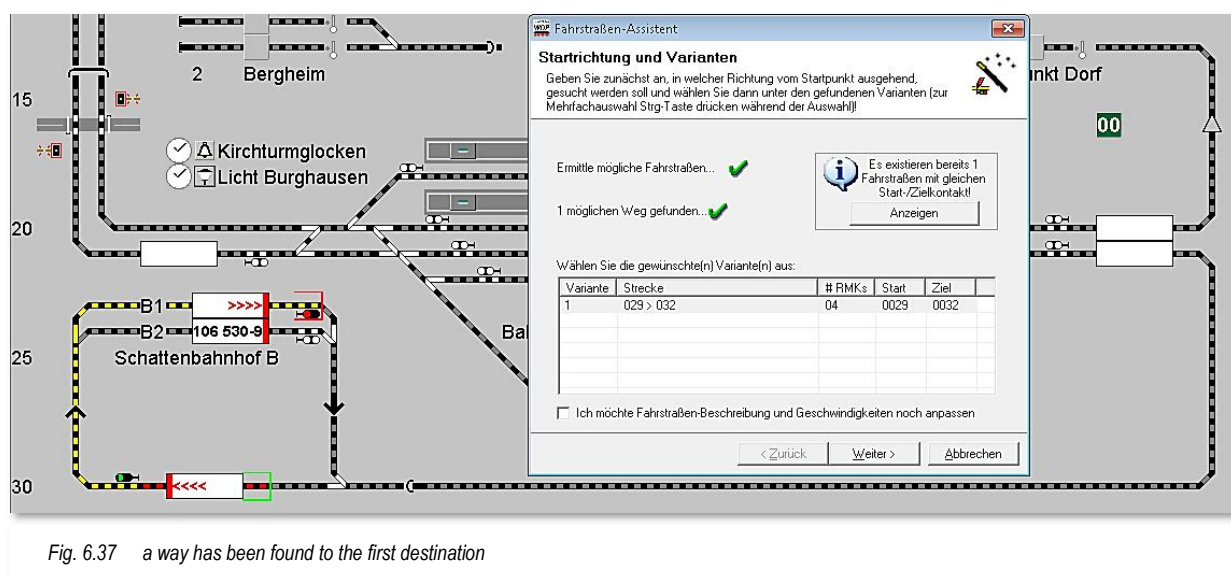 WDP Fahrstraßen-Assistent
Startrichtung und Varianten
Geben Sie zunächst an, in welcher Richtung vom Startpunkt ausgehend,
gesucht werden soll und wählen Sie dann unter den gefundenen Varianten (zur
Mehrfachauswahl Strg-Taste drücken während der Auswahl)!
Ermittle mögliche Fahrstraßen...
1 möglichen Weg gefunden...
Es existieren bereits 1
Fahrstraßen mit gleichen
Start-/Zielkontakt!
Anzeigen
Wählen Sie die gewünschte(n) Variante(n) aus:
Variante Strecke # RMKs Start Ziel
1 029 > 032 04 0029 0032
Ich möchte Fahrstraßen-Beschreibung und Geschwindigkeiten noch anpassen
< Zurück Weiter > Abbrechen
2 Bergheim
nkt Dorf
15
00
Kirchturmglocken
Licht Burghausen
20
B1 >>>>
B2 106 530-9
Ba
25 Schattenbahnhof B
30 <<<<
Fig. 6.37 a way has been found to the first destination